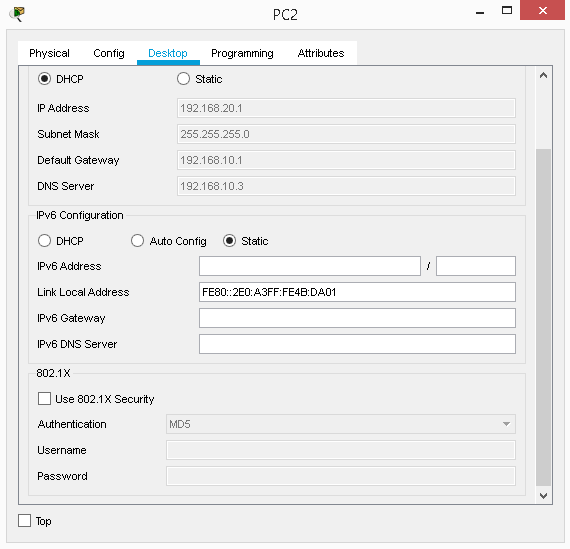 PC2
Physical Config Desktop Programming Attributes
DHCP Static
IP Address 192.168.20.1
Subnet Mask 255.255.255.0
Default Gateway 192.168.10.1
DNS Server 192.168.10.3
IPv6 Configuration
DHCP Auto Config Static
IPv6 Address /
Link Local Address FE80::2E0:A3FF:FE4B:DA01
IPv6 Gateway
IPv6 DNS Server
802.1X
Use 802.1X Security
Authentication MD5
Username
Password
Top